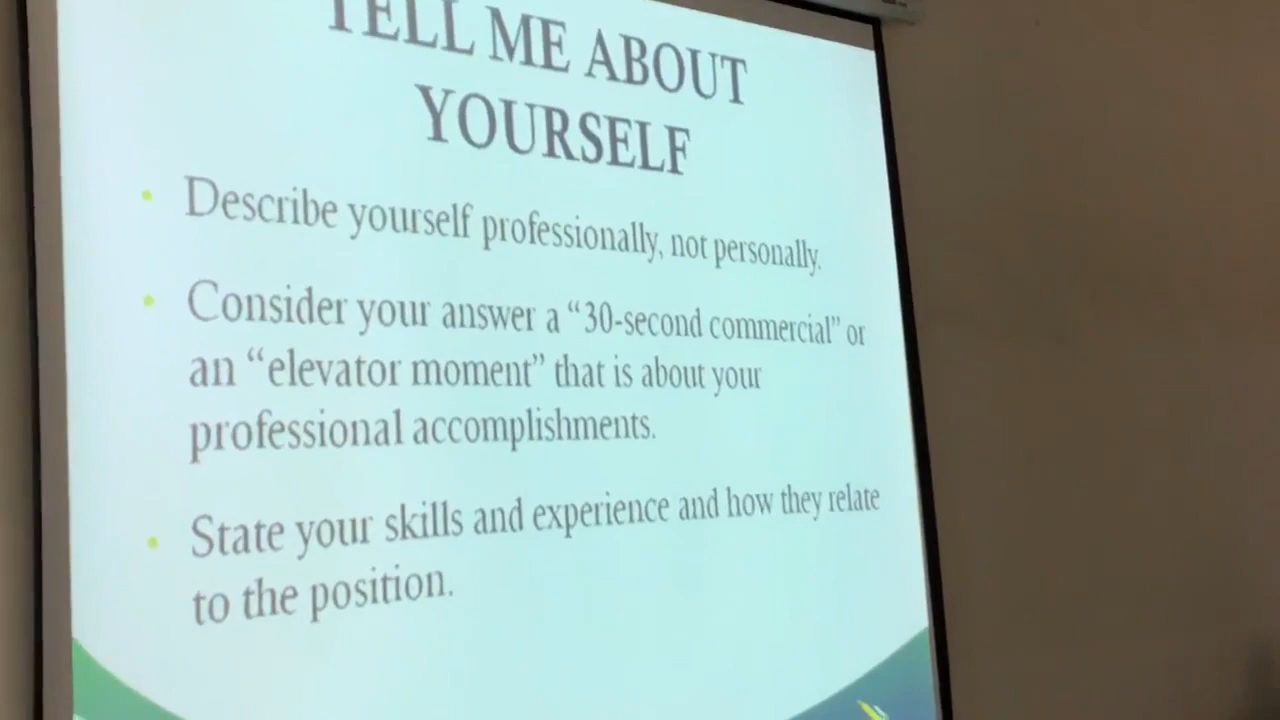 TELL ME ABOUT
YOURSELF
• Describe yourself professionally, not personally.
• Consider your answer a “30-second commercial” or
an “elevator moment” that is about your
professional accomplishments.
• State your skills and experience and how they relate
to the position.